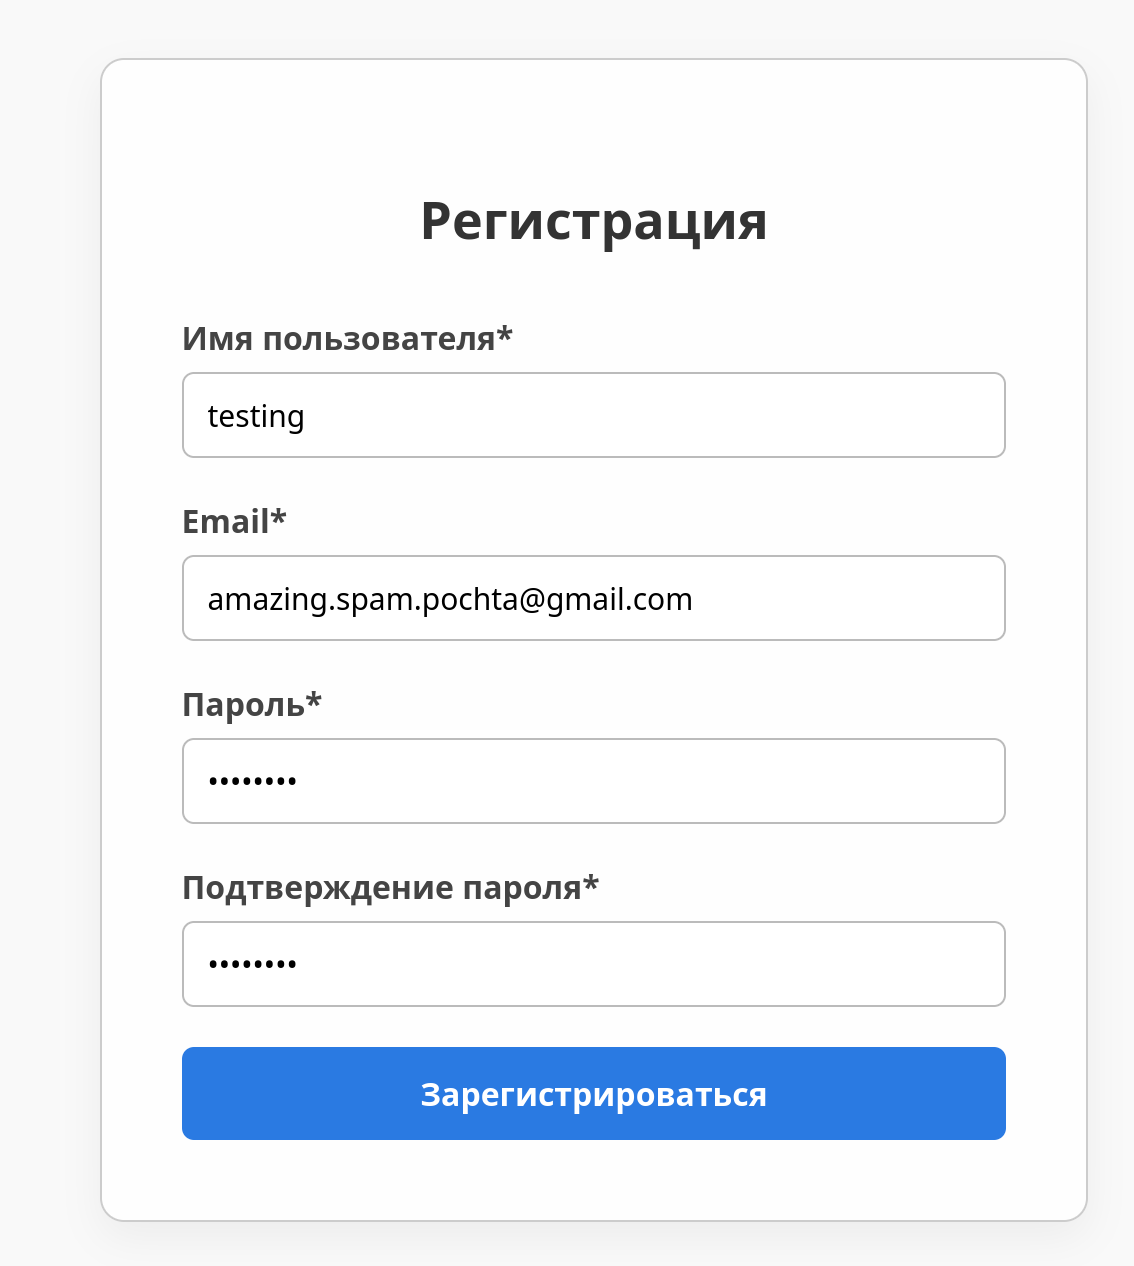 Регистрация
Имя пользователя*
testing
Email*
amazing.spam.pochta@gmail.com
Пароль*
••••••••
Подтверждение пароля*
••••••••
Зарегистрироваться